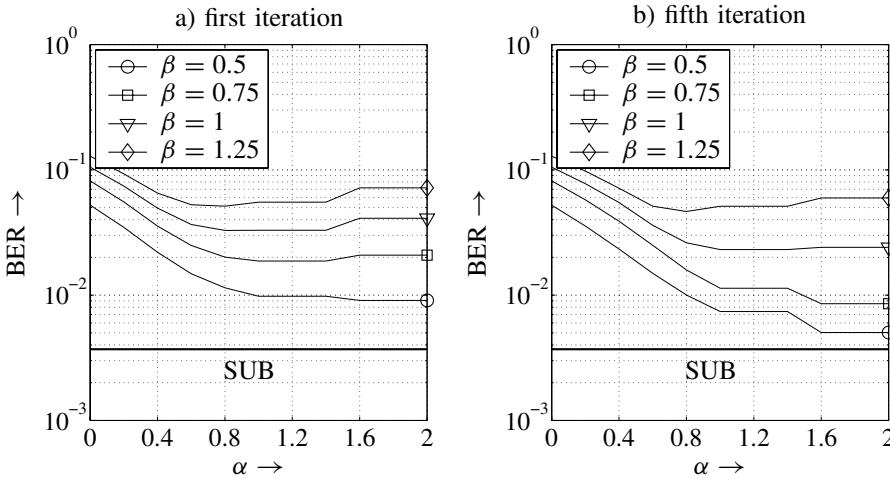 a) first iteration
10^0
β = 0.5
β = 0.75
β = 1
β = 1.25
10^-1
10^-2
10^-3
BER →
SUB
0 0.4 0.8 1.2 1.6 2
α →
b) fifth iteration
10^0
β = 0.5
β = 0.75
β = 1
β = 1.25
10^-1
10^-2
10^-3
BER →
SUB
0 0.4 0.8 1.2 1.6 2
α →